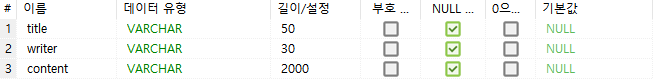 # 이름 데이터 유형 길이/설정 부호 ... NULL ... 0으... 기본값
1 title VARCHAR 50 NULL
2 writer VARCHAR 30 NULL
3 content VARCHAR 2000 NULL